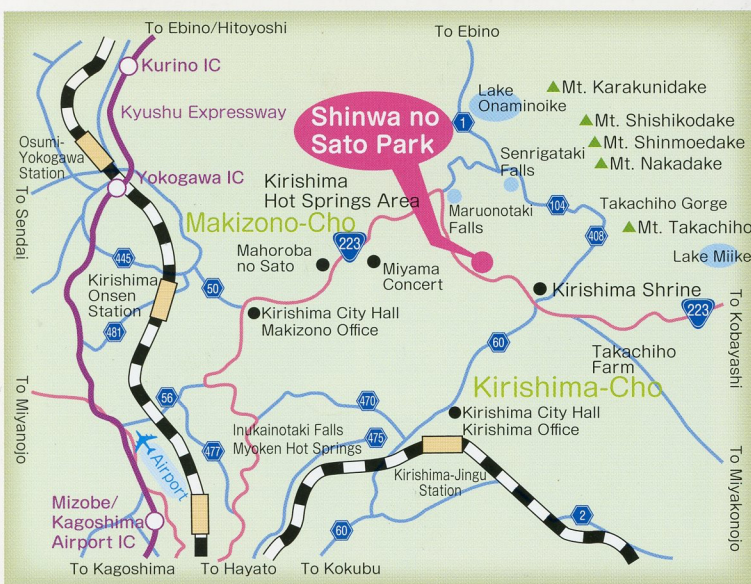 To Ebino/Hitoyoshi
To Ebino
Kurino IC
Kyushu Expressway
Lake
Onaminoike
Mt. Karakunidake
Mt. Shishikodake
Mt. Shinmoedake
Mt. Nakadake
Shinwa no
Sato Park
1
Osumi-
Yokogawa
Station
Yokogawa IC
Senrigataki
Falls
Kirishima
Hot Springs Area
To Sendai
Makizono-Cho
Maruonotaki
Falls
104
Takachiho Gorge
Mt. Takachiho
408
223
Mahoroba
no Sato
Miyama
Concert
Lake Miike
445
Kirishima
Onsen
Station
50
Kirishima Shrine
223
To Kobayashi
Kirishima City Hall
Makizono Office
481
60
Takachiho
Farm
To Miyanojo
56
470
Kirishima-Cho
Kirishima City Hall
Kirishima Office
Inukainotaki Falls
Myoken Hot Springs
475
477
Airport
Kirishima-Jingu
Station
To Miyakonojo
Mizobe/
Kagoshima
Airport IC
60
2
To Kagoshima
To Hayato
To Kokubu